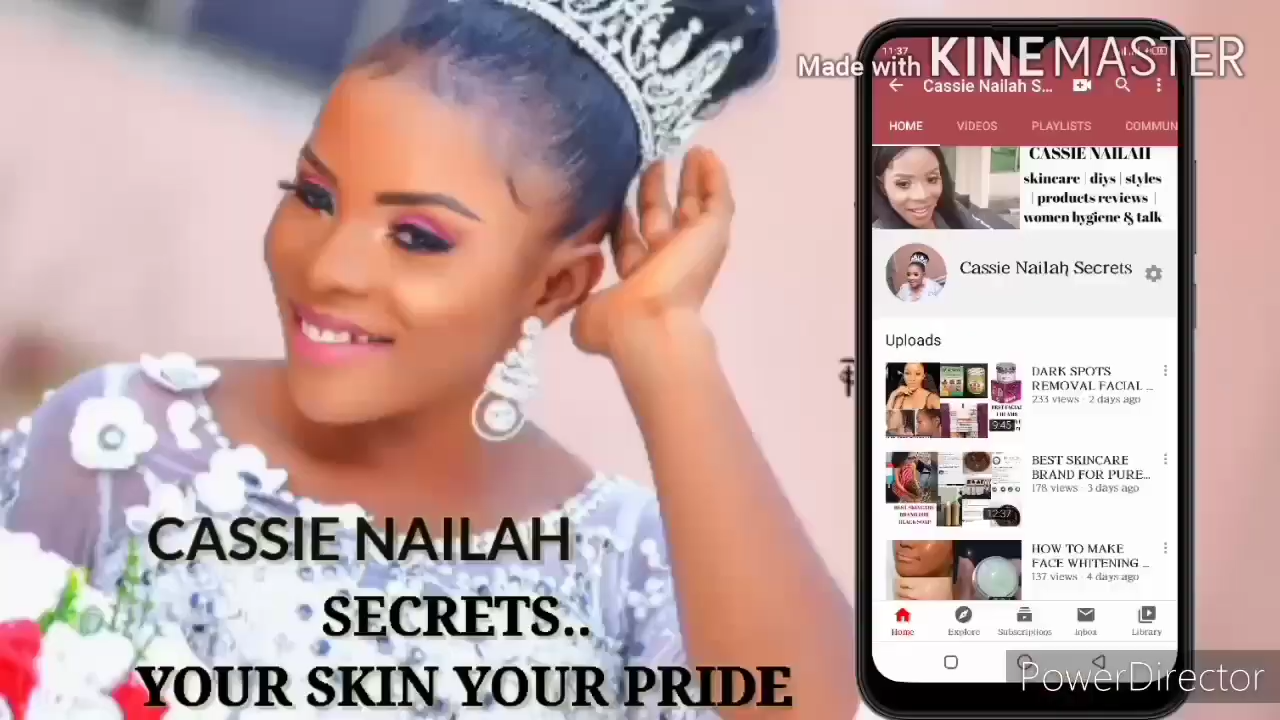 Made with KINEMASTER
11:37
Cassie Nailah S...
HOME VIDEOS PLAYLISTS COMMUN
CASSIE NAILAH
skincare | diys | styles
| products reviews |
women hygiene & talk
Cassie Nailah Secrets
Uploads
DARK SPOTS
REMOVAL FACIAL ...
233 views · 2 days ago
9:45
BEST SKINCARE
BRAND FOR PURE...
178 views · 3 days ago
12:37
HOW TO MAKE
FACE WHITENING ...
137 views · 4 days ago
Home Explore Subscriptions Inbox Library
CASSIE NAILAH
SECRETS..
YOUR SKIN YOUR PRIDE
PowerDirector